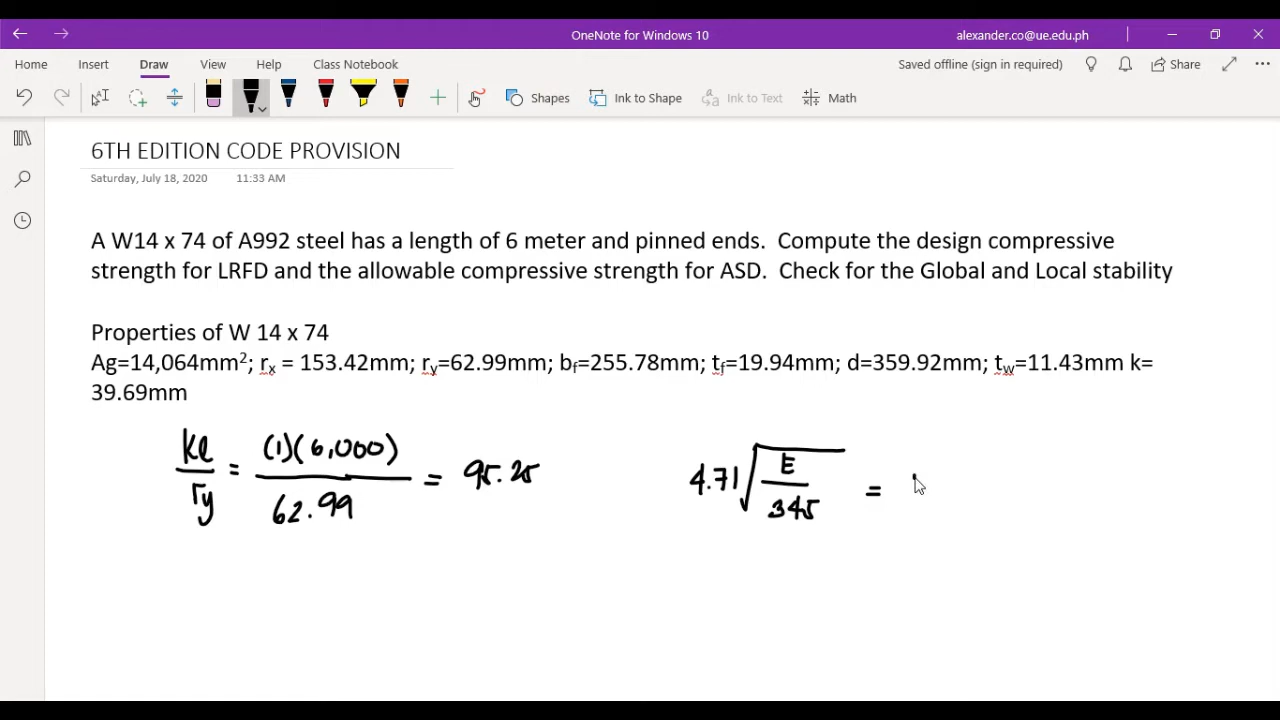 OneNote for Windows 10
alexander.co@ue.edu.ph
Home Insert Draw View Help Class Notebook
Saved offline (sign in required) Share
Shapes Ink to Shape Ink to Text Math
6TH EDITION CODE PROVISION
Saturday, July 18, 2020 11:33 AM
A W14 x 74 of A992 steel has a length of 6 meter and pinned ends. Compute the design compressive
strength for LRFD and the allowable compressive strength for ASD. Check for the Global and Local stability
Properties of W 14 x 74
Ag=14,064mm²; rₓ = 153.42mm; rᵧ=62.99mm; bf=255.78mm; tf=19.94mm; d=359.92mm; tw=11.43mm k=
39.69mm
kl/ry = (1)(6,000)/62.99 = 95.25 4.71√(E/345) =